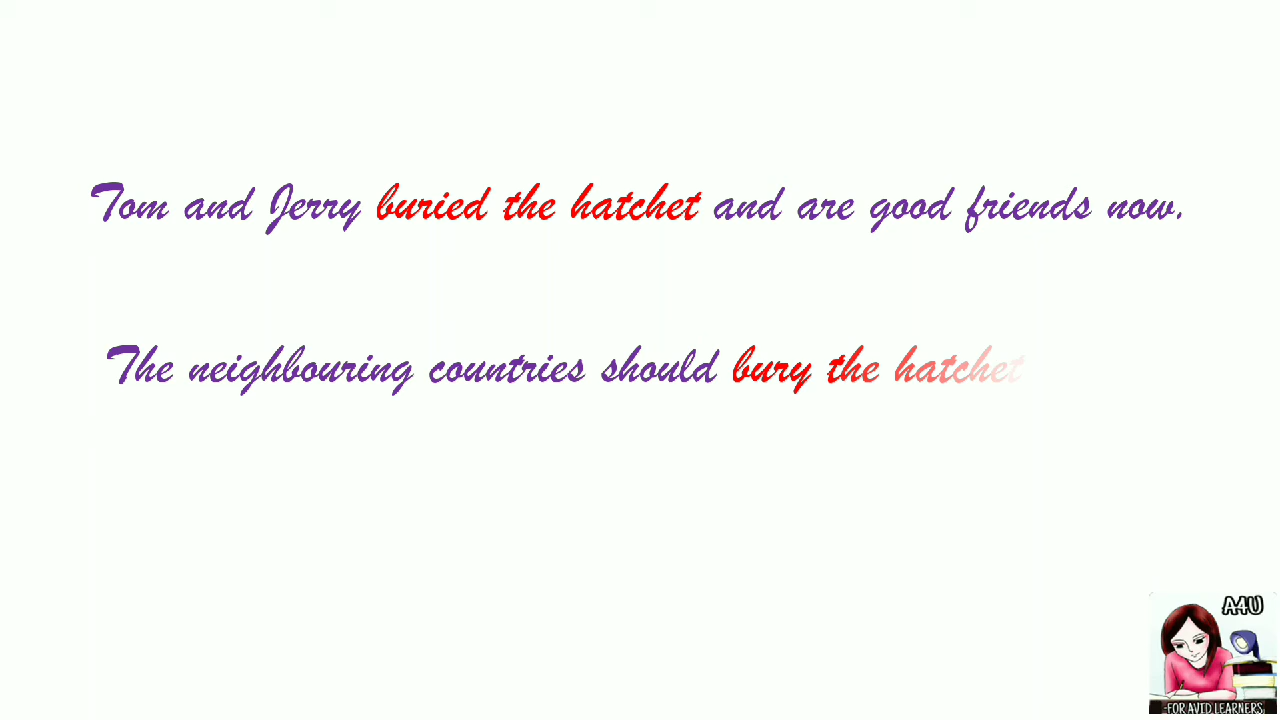 Tom and Jerry buried the hatchet and are good friends now.
The neighbouring countries should bury the hatchet
A4U
-FOR AVID LEARNERS